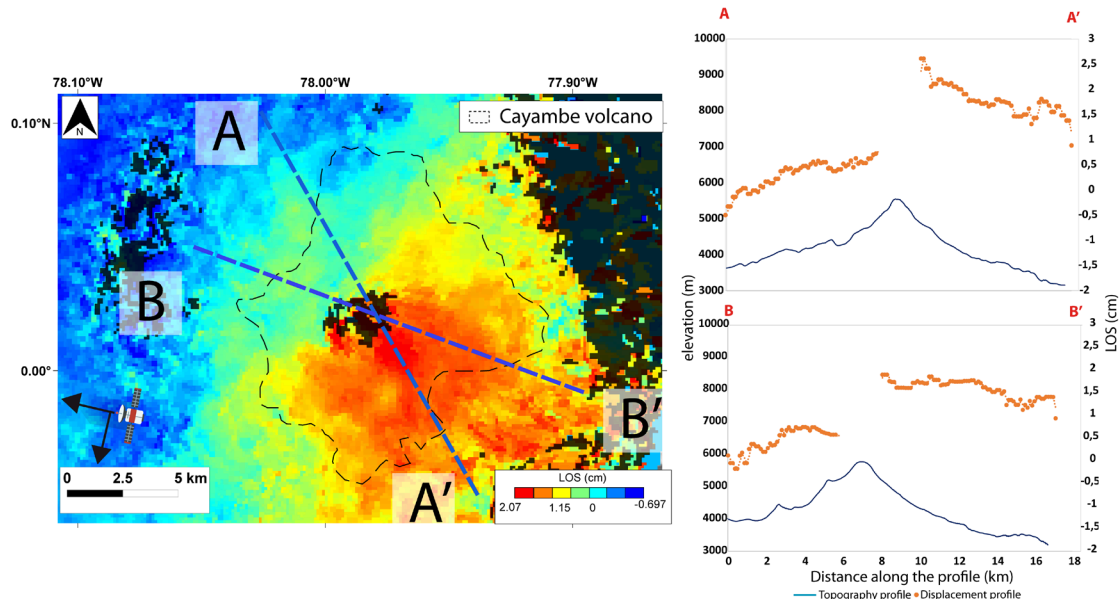 78.10°W 78.00°W 77.90°W
0.10°N
0.00°
N
A
B
B'
A'
Cayambe volcano
0 2.5 5 km
LOS (cm)
2.07 1.15 0 -0.697
A A'
10000
9000
8000
7000
6000
5000
4000
3000
3
2,5
2
1,5
1
0,5
0
-0,5
-1
-1,5
-2
B B'
10000
9000
8000
7000
6000
5000
4000
3000
3
2,5
2
1,5
1
0,5
0
-0,5
-1
-1,5
-2
elevation (m)
LOS (cm)
0 2 4 6 8 10 12 14 16 18
Distance along the profile (km)
Topography profile Displacement profile